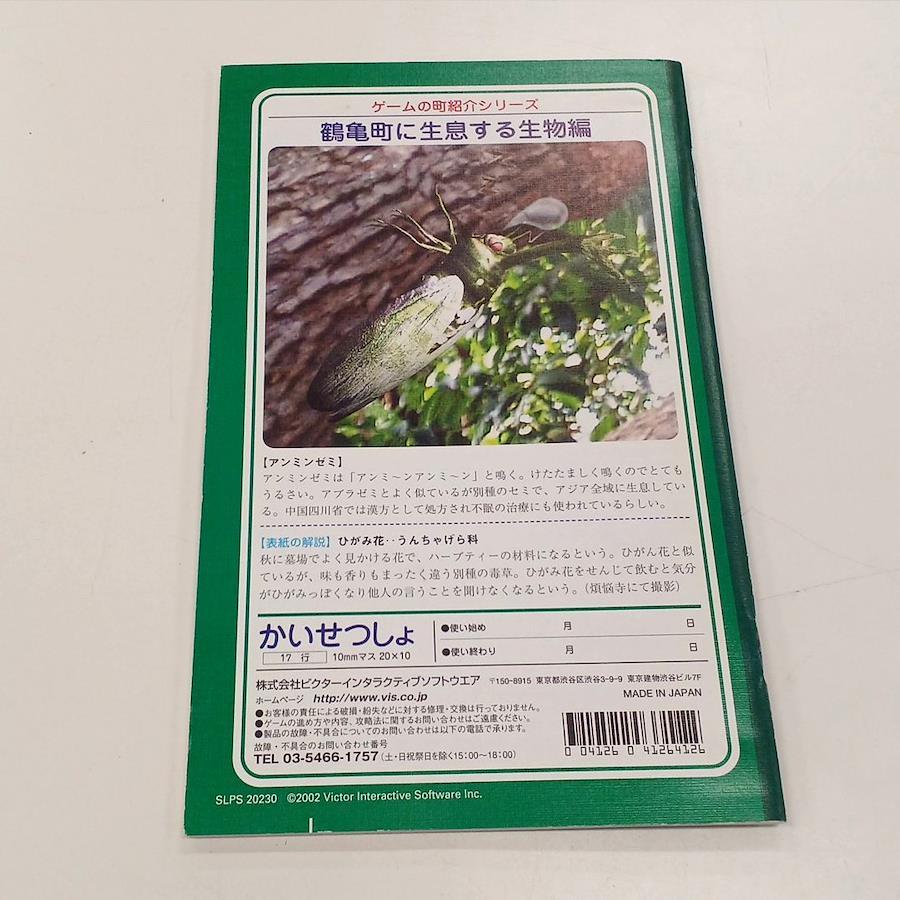 ゲームの町紹介シリーズ
鶴亀町に生息する生物編
【アンミンゼミ】
アンミンゼミは「アンミ〜ンアンミ〜ン」と鳴く。けたたましく鳴くのでとても
うるさい。アブラゼミとよく似ているが別種のセミで、アジア全域に生息してい
る。中国四川省では漢方として処方され不眠の治療にも使われているらしい。
【表紙の解説】ひがみ花‥うんちゃげら科
秋に墓場でよく見かける花で、ハーブティーの材料になるという。ひがん花と似
ているが、味も香りもまったく違う別種の毒草。ひがみ花をせんじて飲むと気分
がひがみっぽくなり他人の言うことを聞けなくなるという。（煩悩寺にて撮影）
かいせつしょ
17 行 10mmマス 20×10
●使い始め 月 日
●使い終わり 月 日
株式会社ビクターインタラクティブソフトウエア 〒150-8915 東京都渋谷区渋谷3-9-9 東京建物渋谷ビル7F
ホームページ http://www.vis.co.jp
MADE IN JAPAN
●お客様の責任による破損・紛失などに対する修理・交換は行っておりません。
●ゲームの進め方や内容、攻略法に関するお問い合わせはご遠慮ください。
●製品の故障・不具合についてのお問い合わせは以下の電話で承ります。
故障・不具合のお問い合わせ番号
TEL 03-5466-1757（土・日祝祭日を除く15：00〜18：00）
0 04126 0 41264126
SLPS 20230 ©2002 Victor Interactive Software Inc.